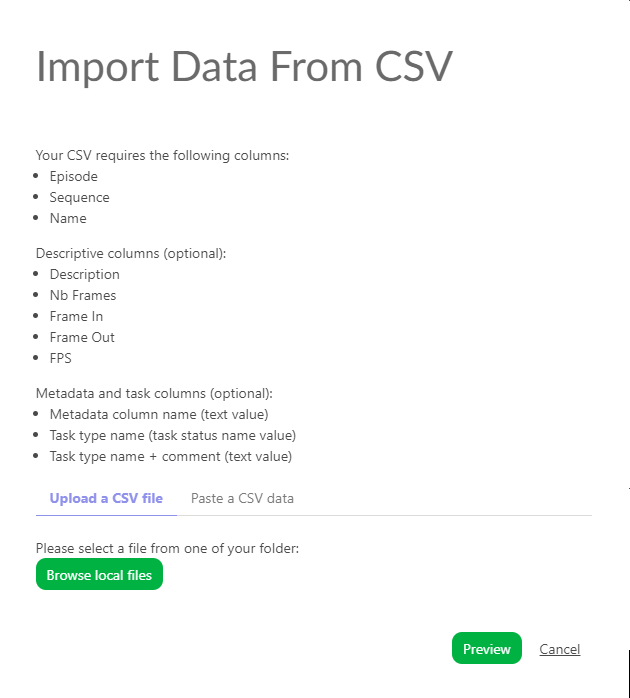 Import Data From CSV
Your CSV requires the following columns:
• Episode
• Sequence
• Name
Descriptive columns (optional):
• Description
• Nb Frames
• Frame In
• Frame Out
• FPS
Metadata and task columns (optional):
• Metadata column name (text value)
• Task type name (task status name value)
• Task type name + comment (text value)
Upload a CSV file Paste a CSV data
Please select a file from one of your folder:
Browse local files
Preview Cancel